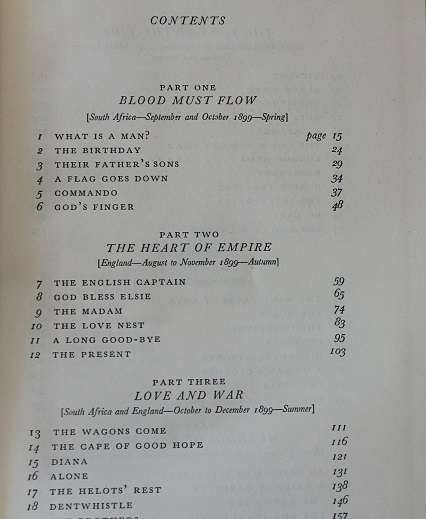 CONTENTS
PART ONE
BLOOD MUST FLOW
[South Africa—September and October 1899—Spring]
1 WHAT IS A MAN? page 15
2 THE BIRTHDAY 24
3 THEIR FATHER'S SONS 29
4 A FLAG GOES DOWN 34
5 COMMANDO 37
6 GOD'S FINGER 48
PART TWO
THE HEART OF EMPIRE
[England—August to November 1899—Autumn]
7 THE ENGLISH CAPTAIN 59
8 GOD BLESS ELSIE 65
9 THE MADAM 74
10 THE LOVE NEST 83
11 A LONG GOOD-BYE 95
12 THE PRESENT 103
PART THREE
LOVE AND WAR
[South Africa and England—October to December 1899—Summer]
13 THE WAGONS COME 111
14 THE CAPE OF GOOD HOPE 116
15 DIANA 121
16 ALONE 131
17 THE HELOTS' REST 138
18 DENTWHISTLE 146
157